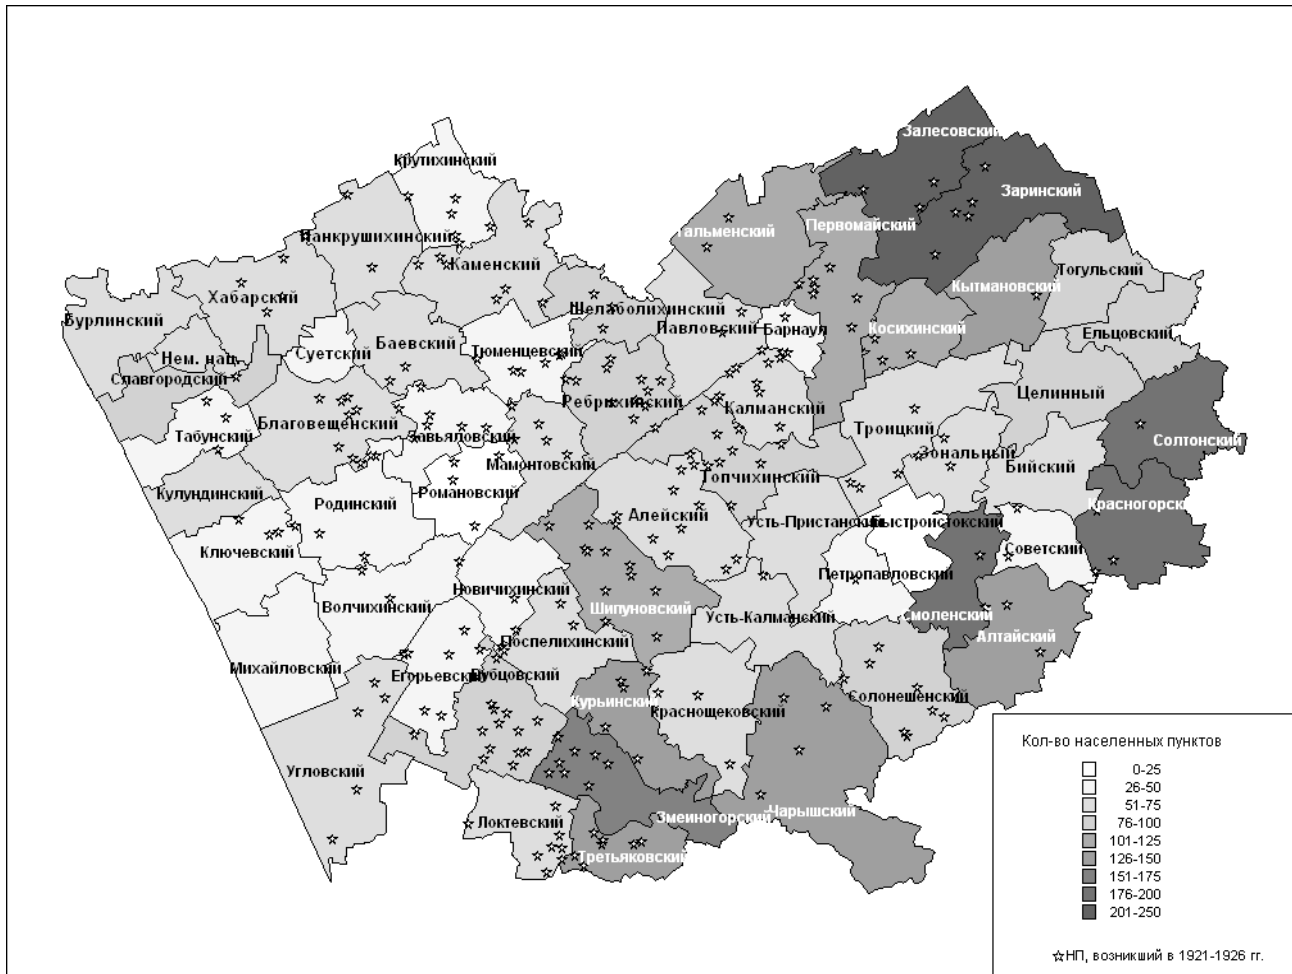 Залесовский
Крутихинский
Заринский
Первомайский
Тальменский
Панкрушихинский
Каменский
Тогульский
Кытмановский
Хабарский
Шелаболихинский
Бурлинский
Павловский
Барнаул
Косихинский
Ельцовский
Баевский
Суетский
Тюменцевский
Нем. нац.
Славгородский
Целинный
Ребрихинский
Калманский
Благовещенский
Троицкий
Табунский
Завьяловский
Солтонский
Зональный
Мамонтовский
Бийский
Топчихинский
Кулундинский
Романовский
Родинский
Красногорск
Алейский
Усть-Пристанский
Быстроистокский
Ключевский
Советский
Петропавловский
Новичихинский
Волчихинский
Шипуновский
Усть-Калманский
Смоленский
Алтайский
Поспелихинский
Михайловский
Егорьевский
Рубцовский
Солонешенский
Курьинский
Краснощековский
Угловский
Чарышский
Змеиногорский
Локтевский
Третьяковский
Кол-во населенных пунктов
0-25
26-50
51-75
76-100
101-125
126-150
151-175
176-200
201-250
НП, возникший в 1921-1926 гг.